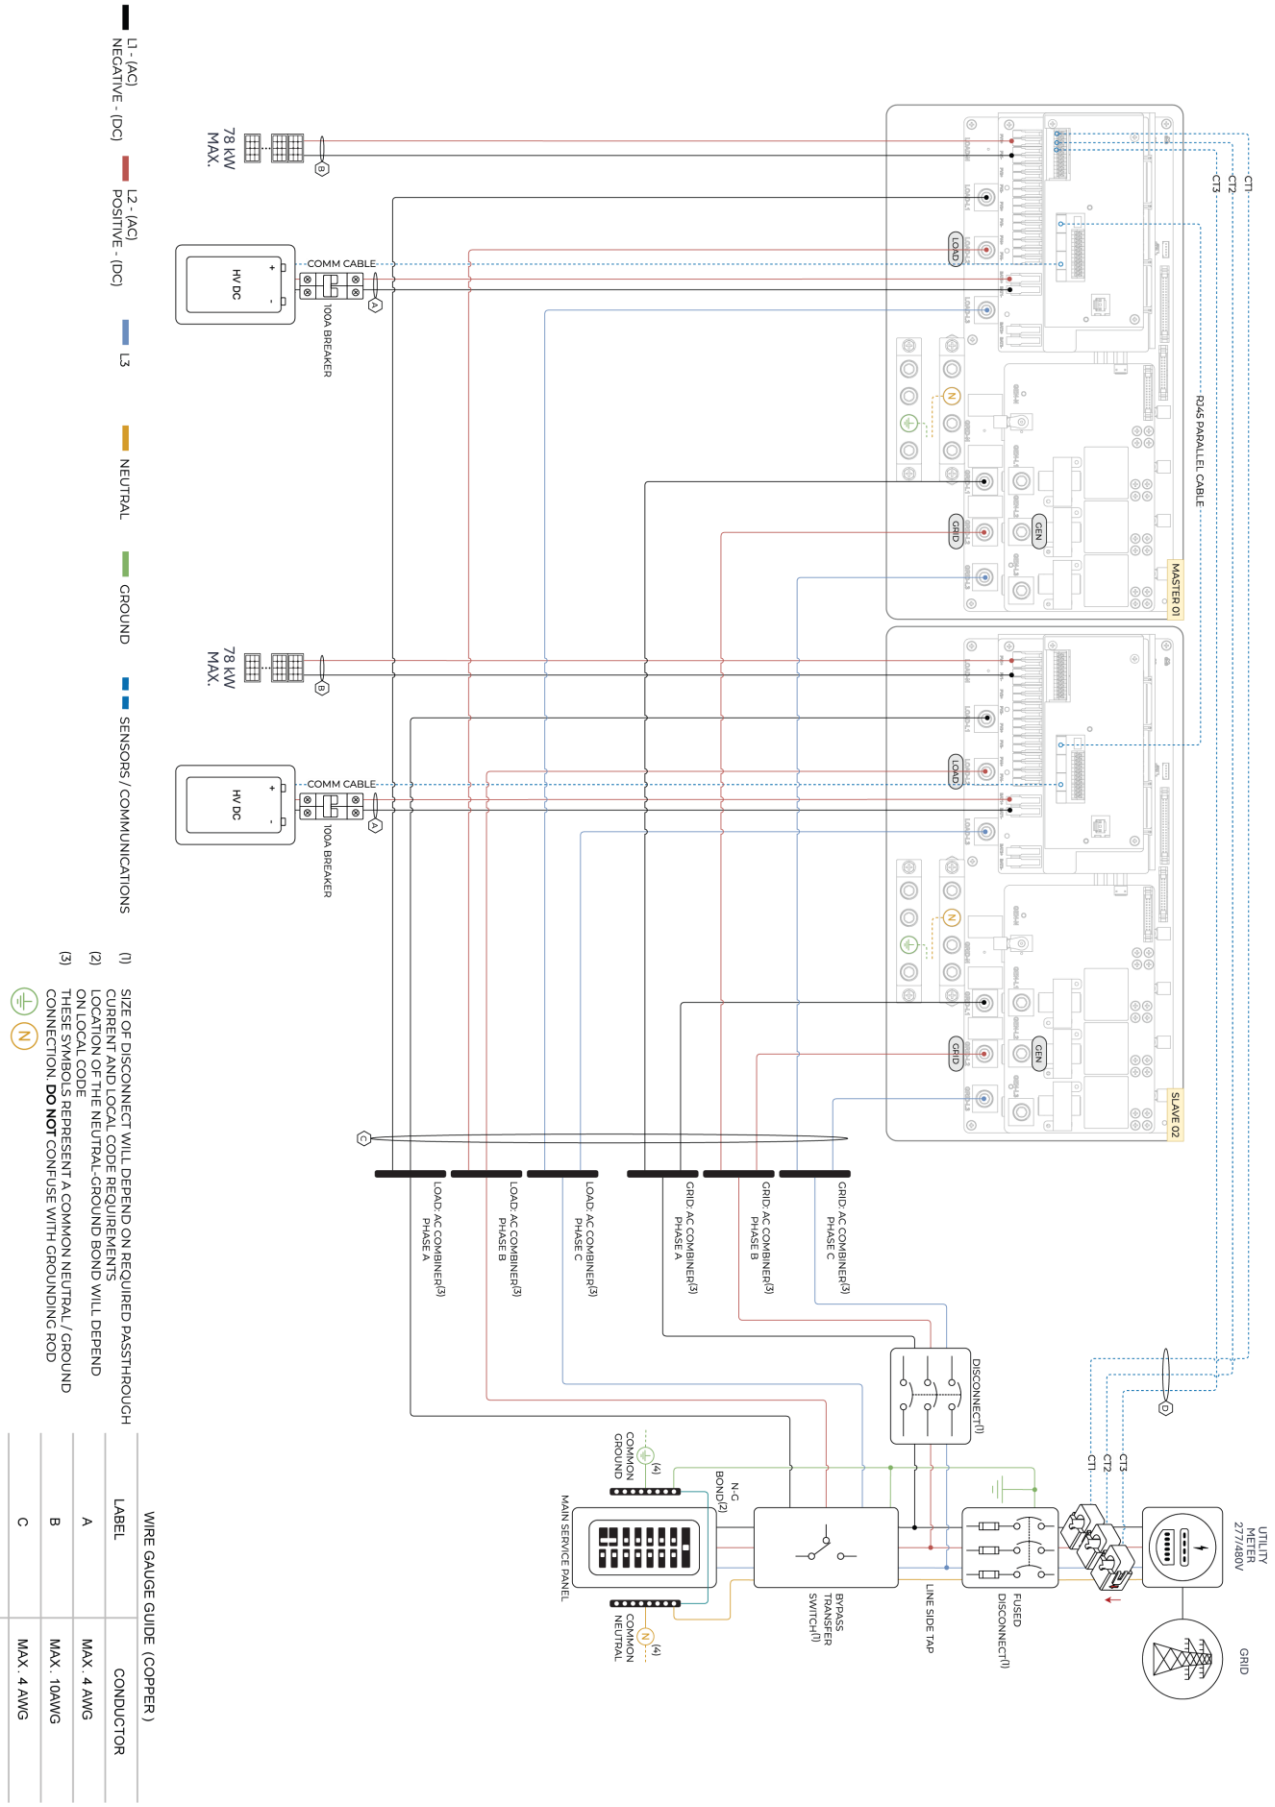 UTILITY
METER
277/480V
GRID
CT1
CT2
CT3
RJ45 PARALLEL CABLE
MASTER 01
SLAVE 02
D
CT1
CT2
CT3
LOAD
GRID
GEN
N
LOAD
GRID
GEN
N
FUSED
DISCONNECT(1)
LINE SIDE TAP
DISCONNECT(1)
BYPASS
TRANSFER
SWITCH(1)
GRID: AC COMBINER(3)
PHASE C
GRID: AC COMBINER(3)
PHASE B
GRID: AC COMBINER(3)
PHASE A
LOAD: AC COMBINER(3)
PHASE C
LOAD: AC COMBINER(3)
PHASE B
LOAD: AC COMBINER(3)
PHASE A
C
N-G
BOND(2)
(4)
COMMON
GROUND
(4)
N
COMMON
NEUTRAL
MAIN SERVICE PANEL
B
78 kW
MAX.
COMM CABLE
A
100A BREAKER
HV DC
+
-
B
78 kW
MAX.
COMM CABLE
A
100A BREAKER
HV DC
+
-
L1 - (AC)
NEGATIVE - (DC)
L2 - (AC)
POSITIVE - (DC)
L3
NEUTRAL
GROUND
SENSORS / COMMUNICATIONS
(1) SIZE OF DISCONNECT WILL DEPEND ON REQUIRED PASSTHROUGH
CURRENT AND LOCAL CODE REQUIREMENTS
(2) LOCATION OF THE NEUTRAL-GROUND BOND WILL DEPEND
ON LOCAL CODE
(3) THESE SYMBOLS REPRESENT A COMMON NEUTRAL / GROUND
CONNECTION. DO NOT CONFUSE WITH GROUNDING ROD
N
WIRE GAUGE GUIDE (COPPER )
LABEL CONDUCTOR
A MAX . 4 AWG
B MAX . 10AWG
C MAX . 4 AWG